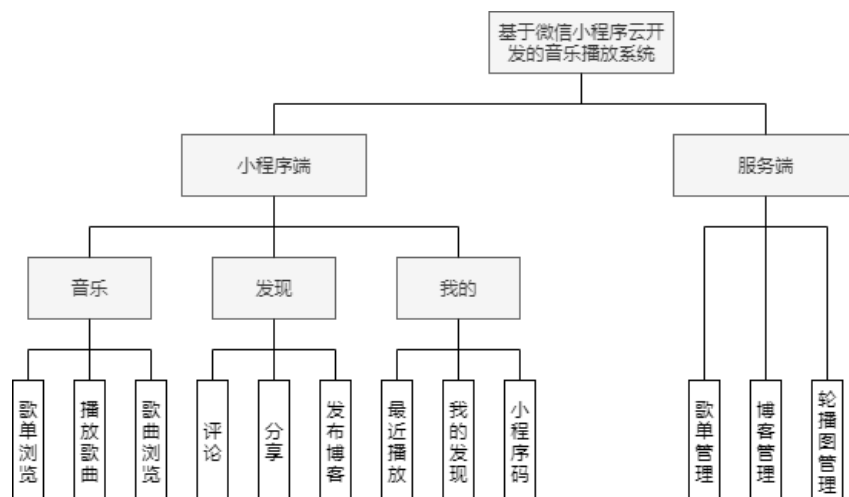 基于微信小程序云开
发的音乐播放系统
小程序端
服务端
音乐
发现
我的
歌单浏览
播放歌曲
歌曲浏览
评论
分享
发布博客
最近播放
我的发现
小程序码
歌单管理
博客管理
轮播图管理